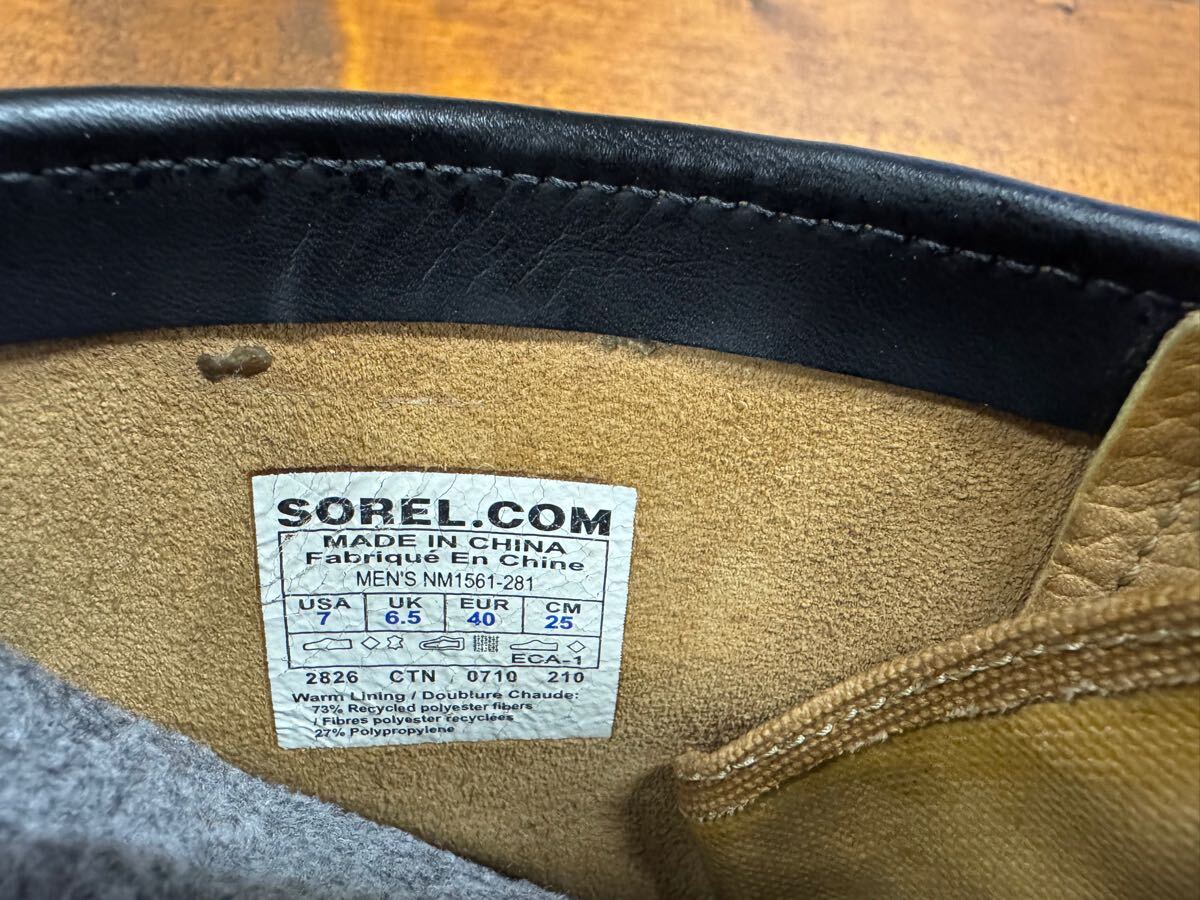 SOREL.COM
MADE IN CHINA
Fabriqué En Chine
MEN'S NM1561-281
USA UK EUR CM
7 6.5 40 25
ECA-1
2826 CTN 0710 210
Warm Lining / Doublure Chaude:
73% Recycled polyester fibers
/ Fibres polyester recyclées
27% Polypropylene